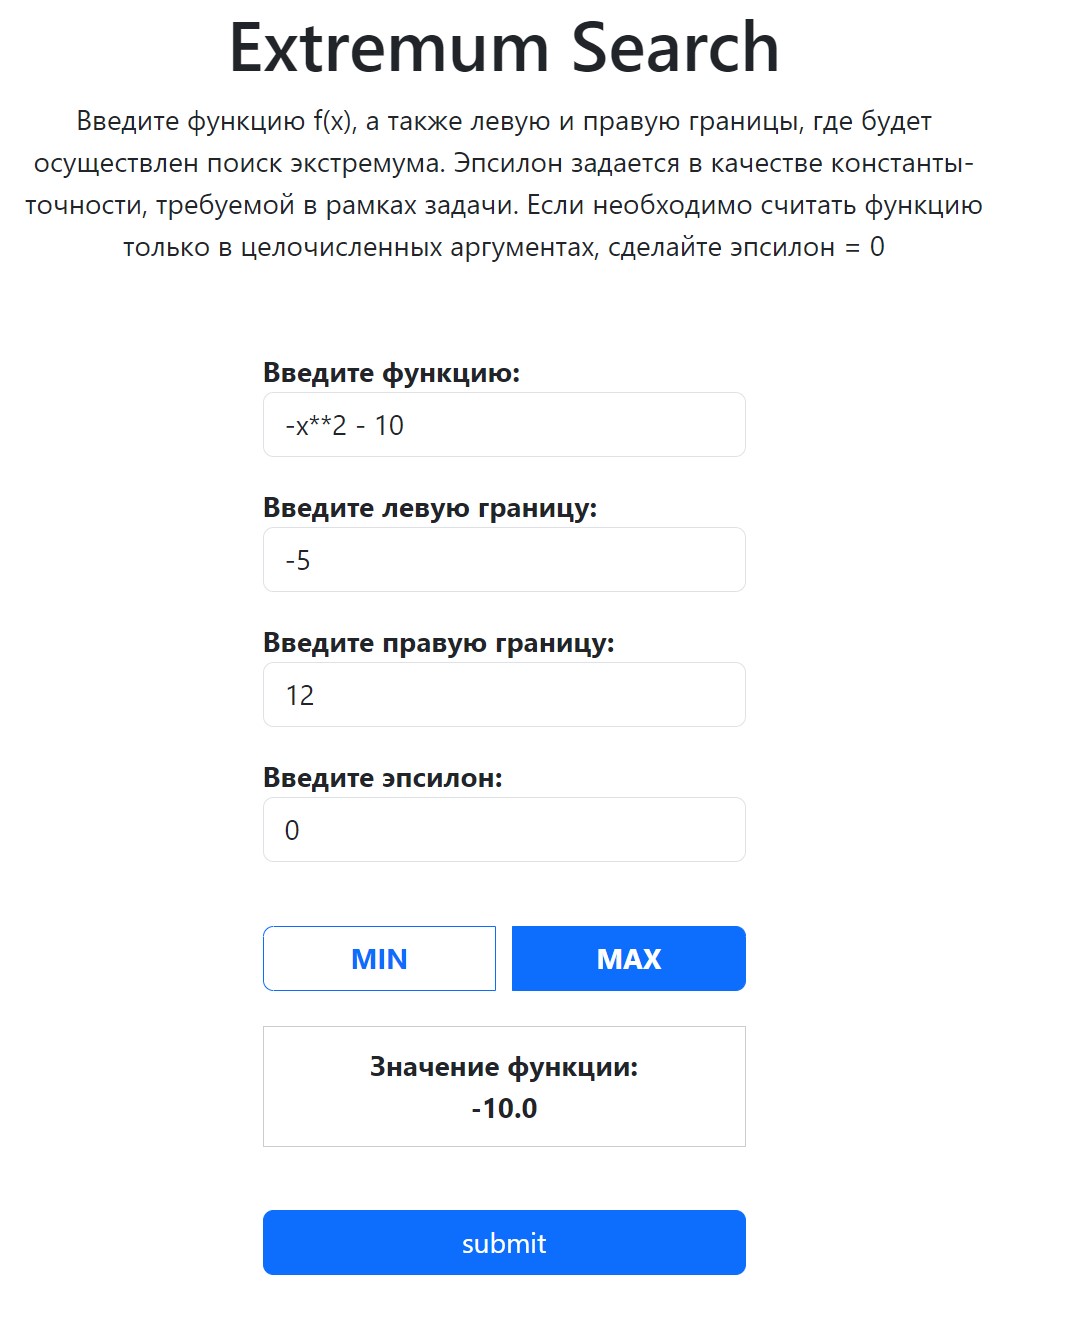 Extremum Search
Введите функцию f(x), а также левую и правую границы, где будет
осуществлен поиск экстремума. Эпсилон задается в качестве константы-
точности, требуемой в рамках задачи. Если необходимо считать функцию
только в целочисленных аргументах, сделайте эпсилон = 0
Введите функцию:
-x**2 - 10
Введите левую границу:
-5
Введите правую границу:
12
Введите эпсилон:
0
MIN MAX
Значение функции:
-10.0
submit